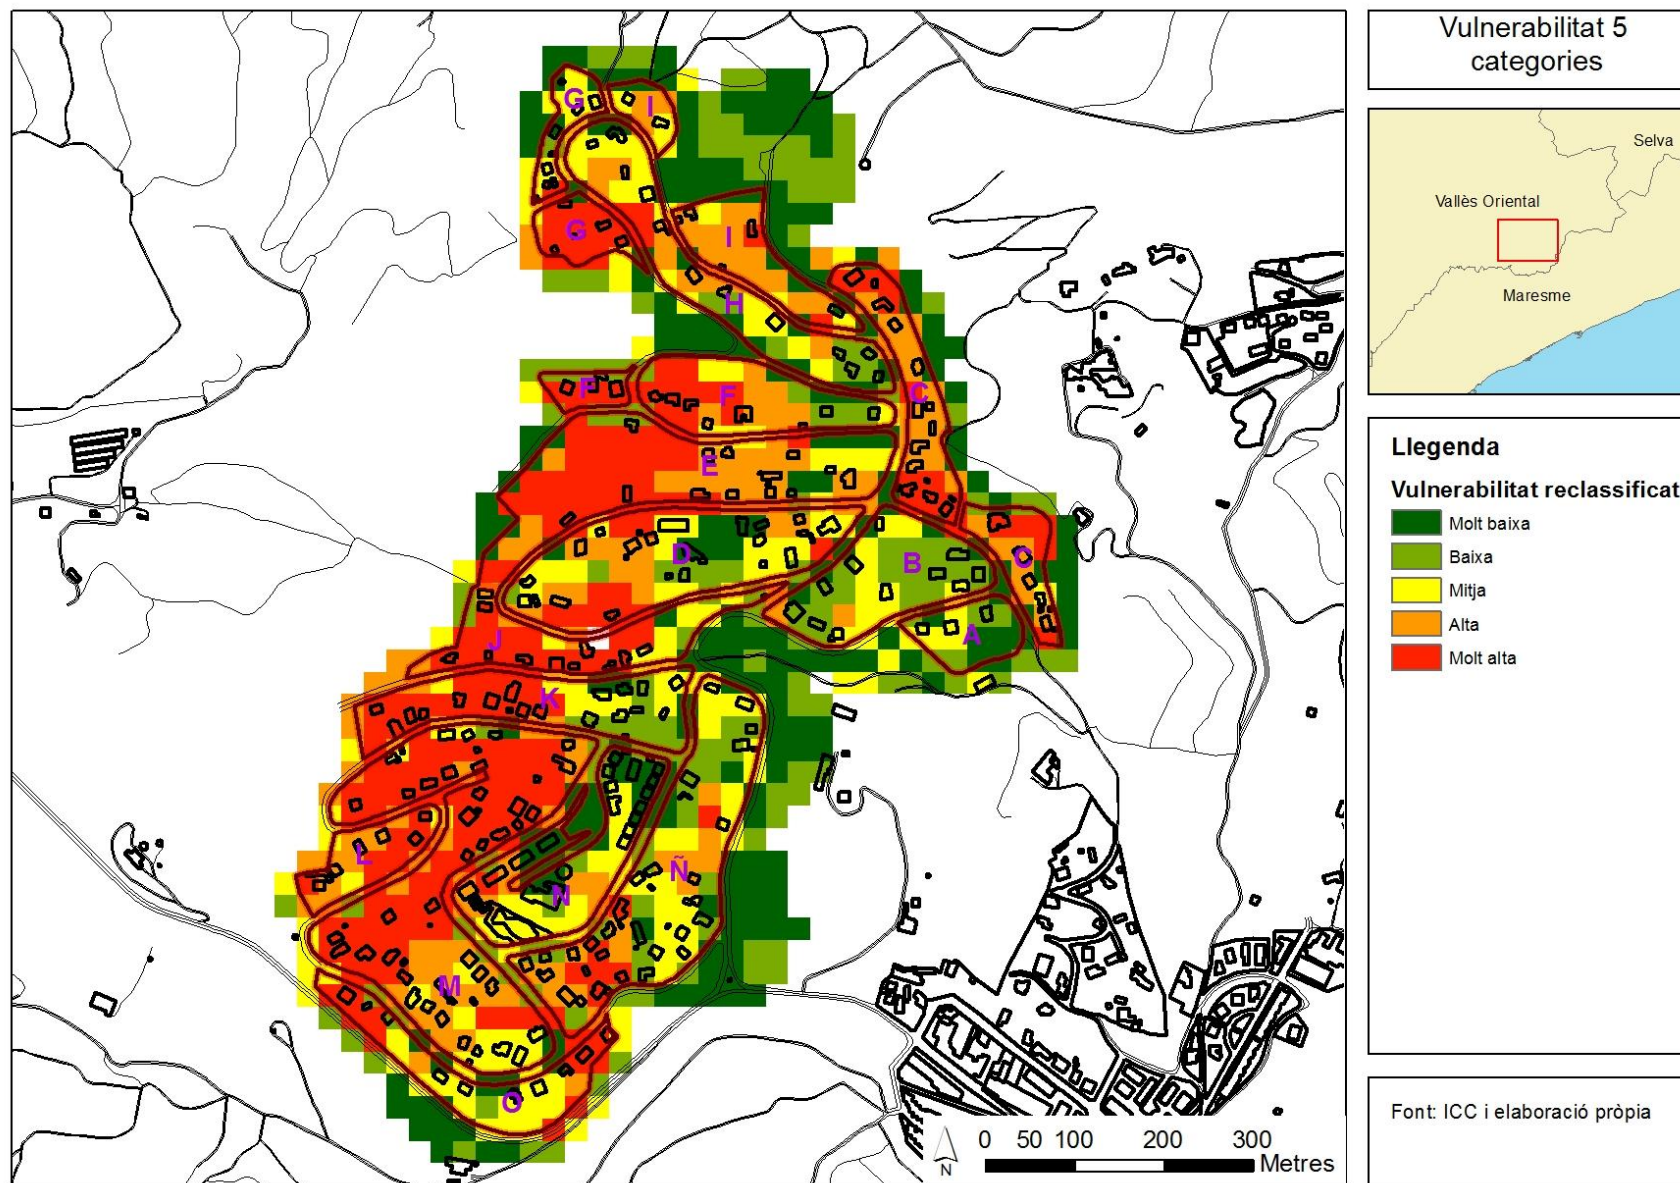 Vulnerabilitat 5
categories
Selva
Vallès Oriental
Maresme
Llegenda
Vulnerabilitat reclassificat
Molt baixa
Baixa
Mitja
Alta
Molt alta
Font: ICC i elaboració pròpia
G
I
G
I
H
F
F
C
E
D
B
C
A
J
K
L
N
Ñ
M
O
N
0 50 100 200 300
Metres